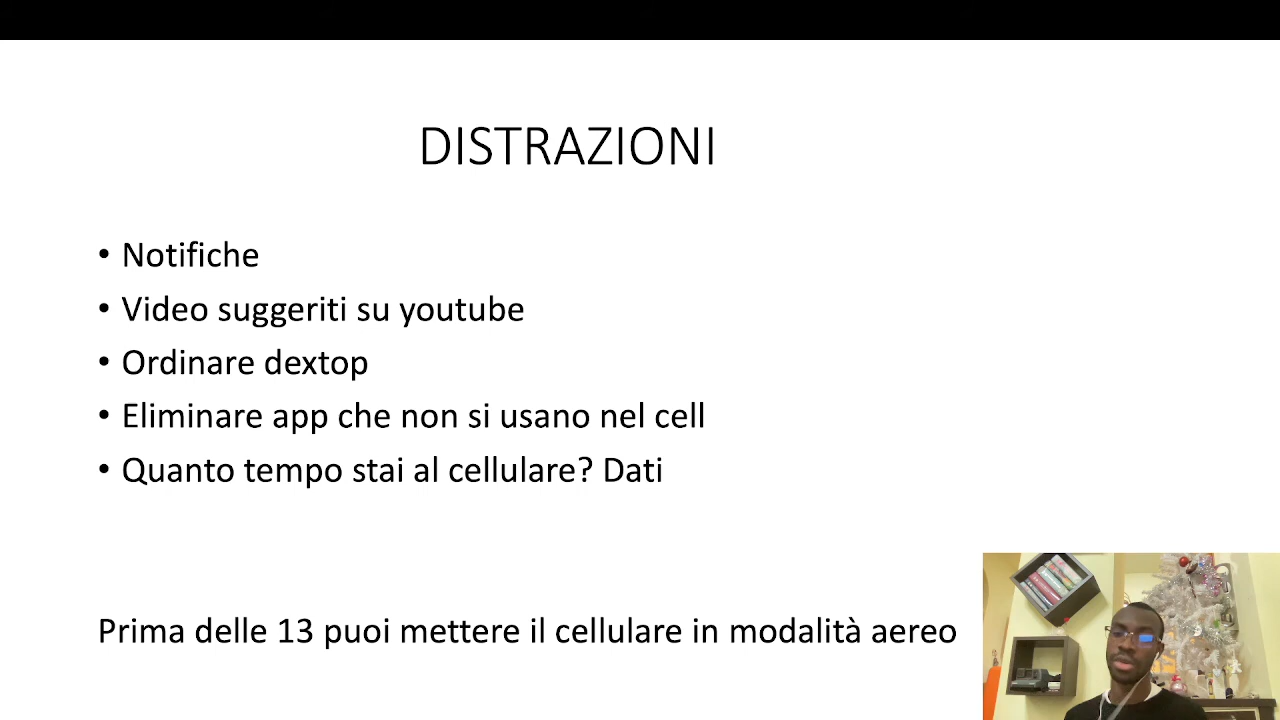 DISTRAZIONI
• Notifiche
• Video suggeriti su youtube
• Ordinare dextop
• Eliminare app che non si usano nel cell
• Quanto tempo stai al cellulare? Dati
Prima delle 13 puoi mettere il cellulare in modalità aereo